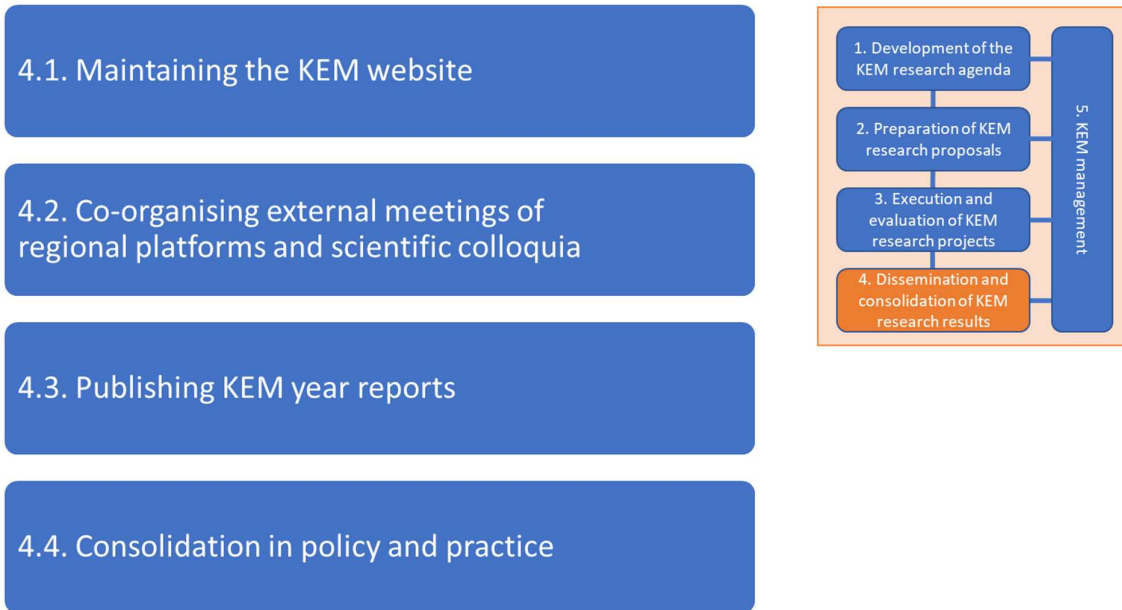 4.1. Maintaining the KEM website
4.2. Co-organising external meetings of
regional platforms and scientific colloquia
4.3. Publishing KEM year reports
4.4. Consolidation in policy and practice
1. Development of the
KEM research agenda
2. Preparation of KEM
research proposals
3. Execution and
evaluation of KEM
research projects
4. Dissemination and
consolidation of KEM
research results
5. KEM management